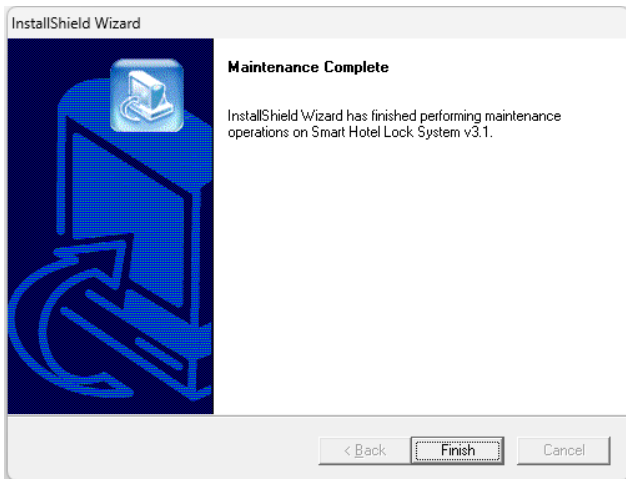 InstallShield Wizard
Maintenance Complete
InstallShield Wizard has finished performing maintenance
operations on Smart Hotel Lock System v3.1.
< Back
Finish
Cancel